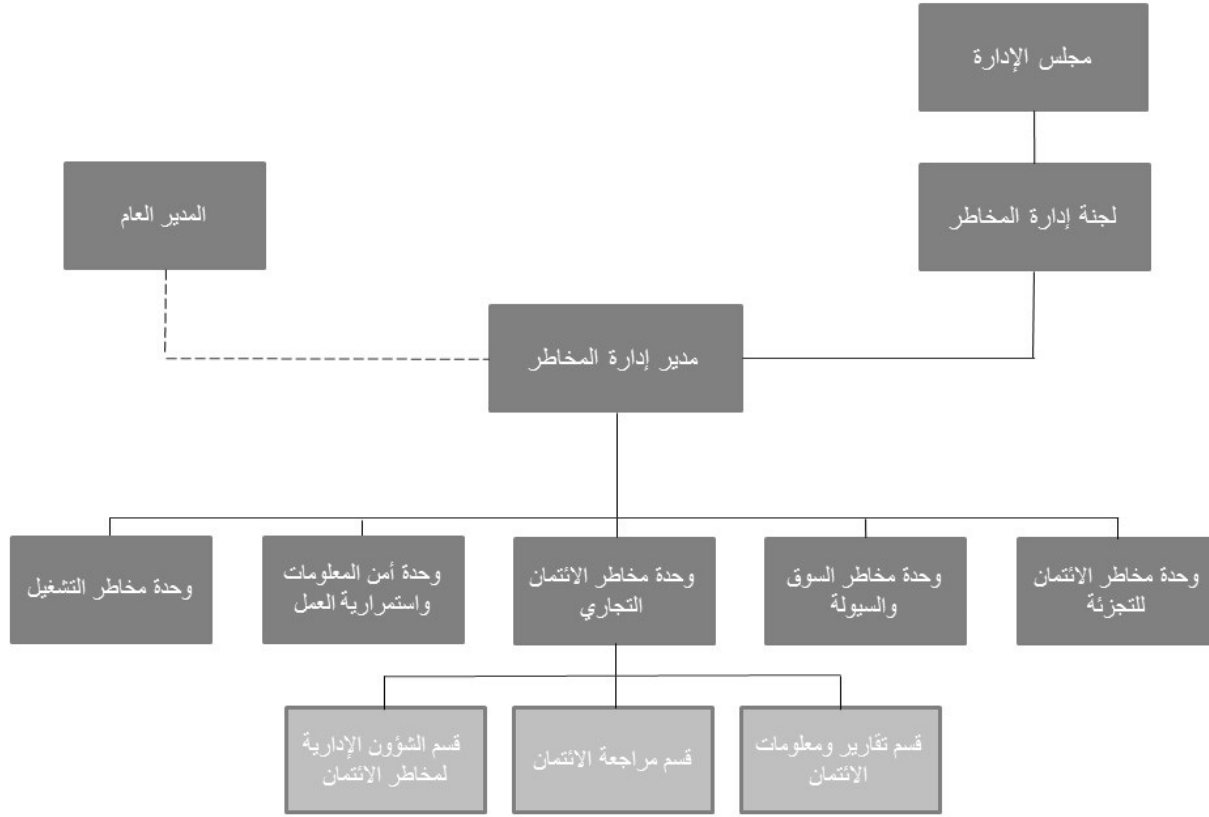 مجلس الإدارة
لجنة إدارة المخاطر
المدير العام
مدير إدارة المخاطر
وحدة مخاطر الائتمان
للتجزئة
وحدة مخاطر السوق
والسيولة
وحدة مخاطر الائتمان
التجاري
وحدة أمن المعلومات
واستمرارية العمل
وحدة مخاطر التشغيل
قسم تقارير ومعلومات
الائتمان
قسم مراجعة الائتمان
قسم الشؤون الإدارية
لمخاطر الائتمان